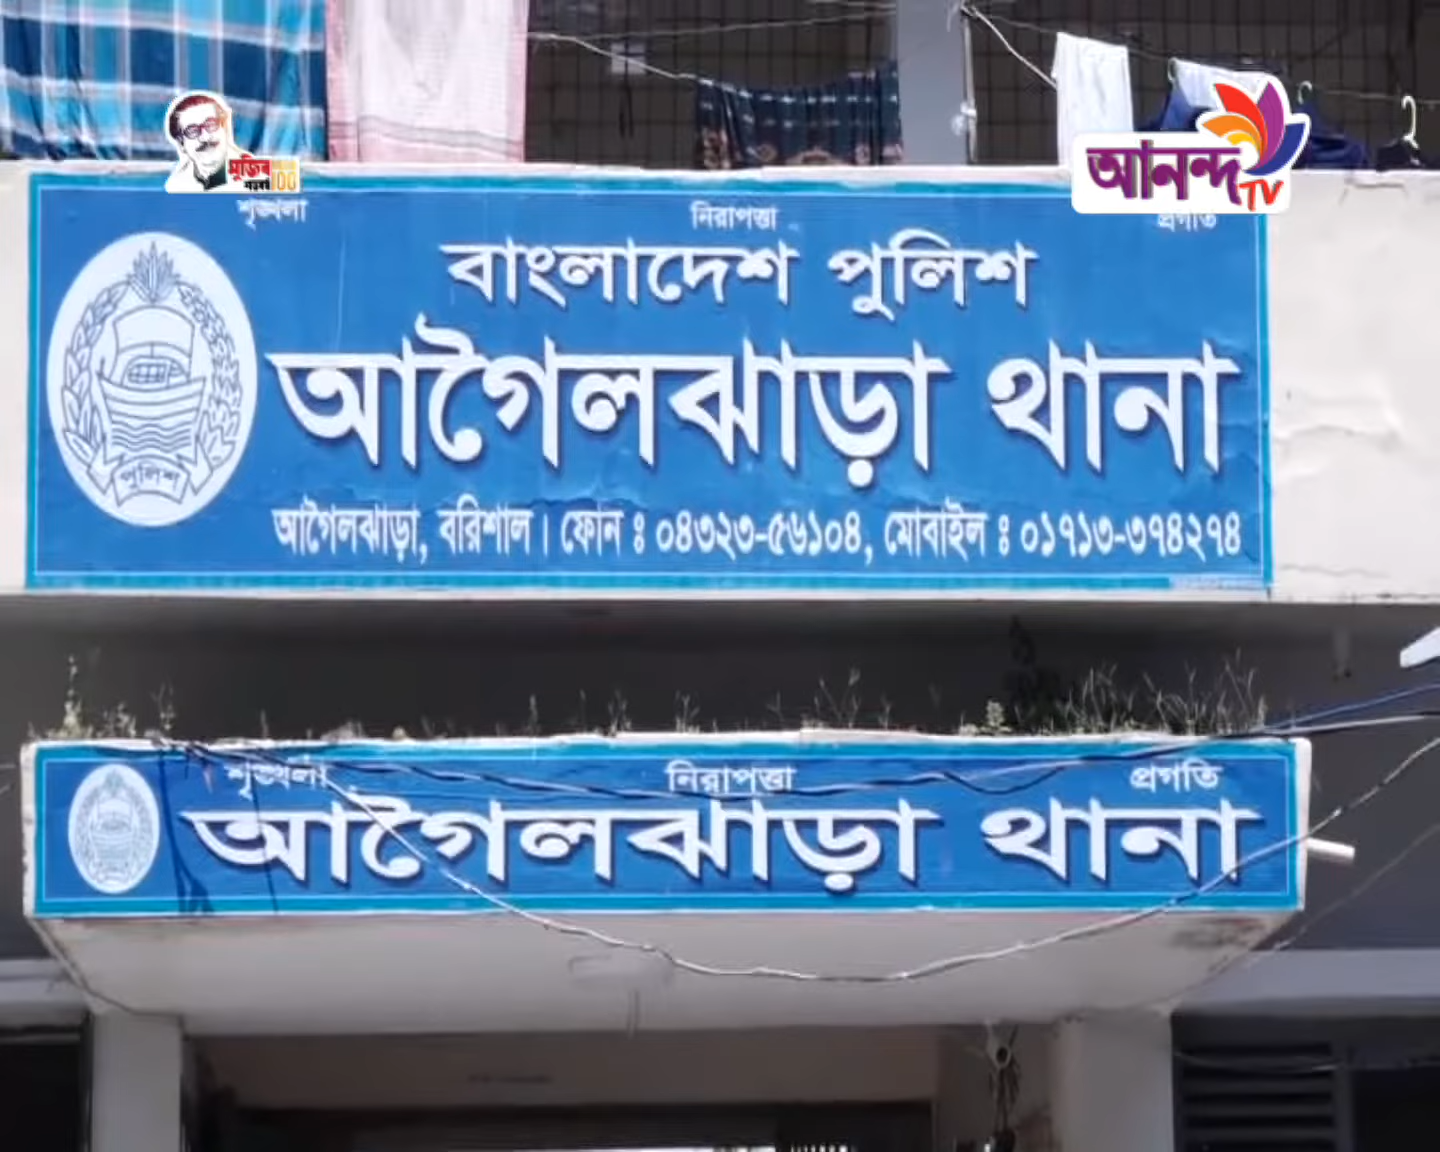 মুজিব
শতবর্ষ 100
আনন্দ TV
শৃঙ্খলা নিরাপত্তা প্রগতি
বাংলাদেশ পুলিশ
আগৈলঝাড়া থানা
পুলিশ
আগৈলঝাড়া, বরিশাল। ফোন ঃ ০৪৩২৩-৫৬১০৪, মোবাইল ঃ ০১৭১৩-৩৭৪২৭৪
শৃঙ্খলা নিরাপত্তা প্রগতি
আগৈলঝাড়া থানা